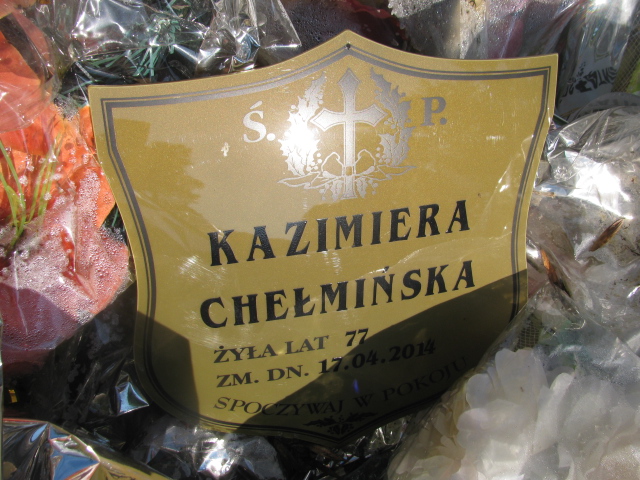 Ś. P.
KAZIMIERA
CHEŁMIŃSKA
ŻYŁA LAT 77
ZM. DN. 17.04.2014
SPOCZYWAJ W POKOJU